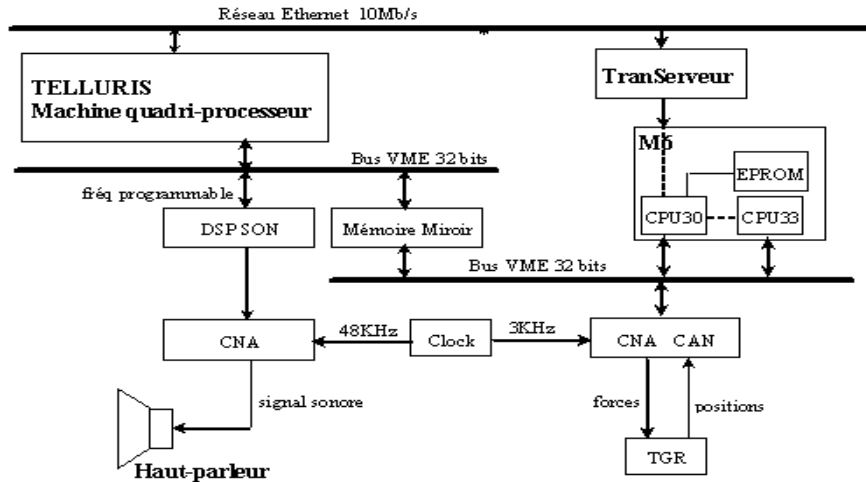 Réseau Ethernet 10Mb/s
TELLURIS
Machine quadri-processeur
TranServeur
M6
EPROM
CPU30
CPU33
Bus VME 32 bits
fréq programmable
DSP SON
Mémoire Miroir
Bus VME 32 bits
CNA
48KHz
Clock
3KHz
CNA CAN
signal sonore
forces
positions
Haut-parleur
TGR